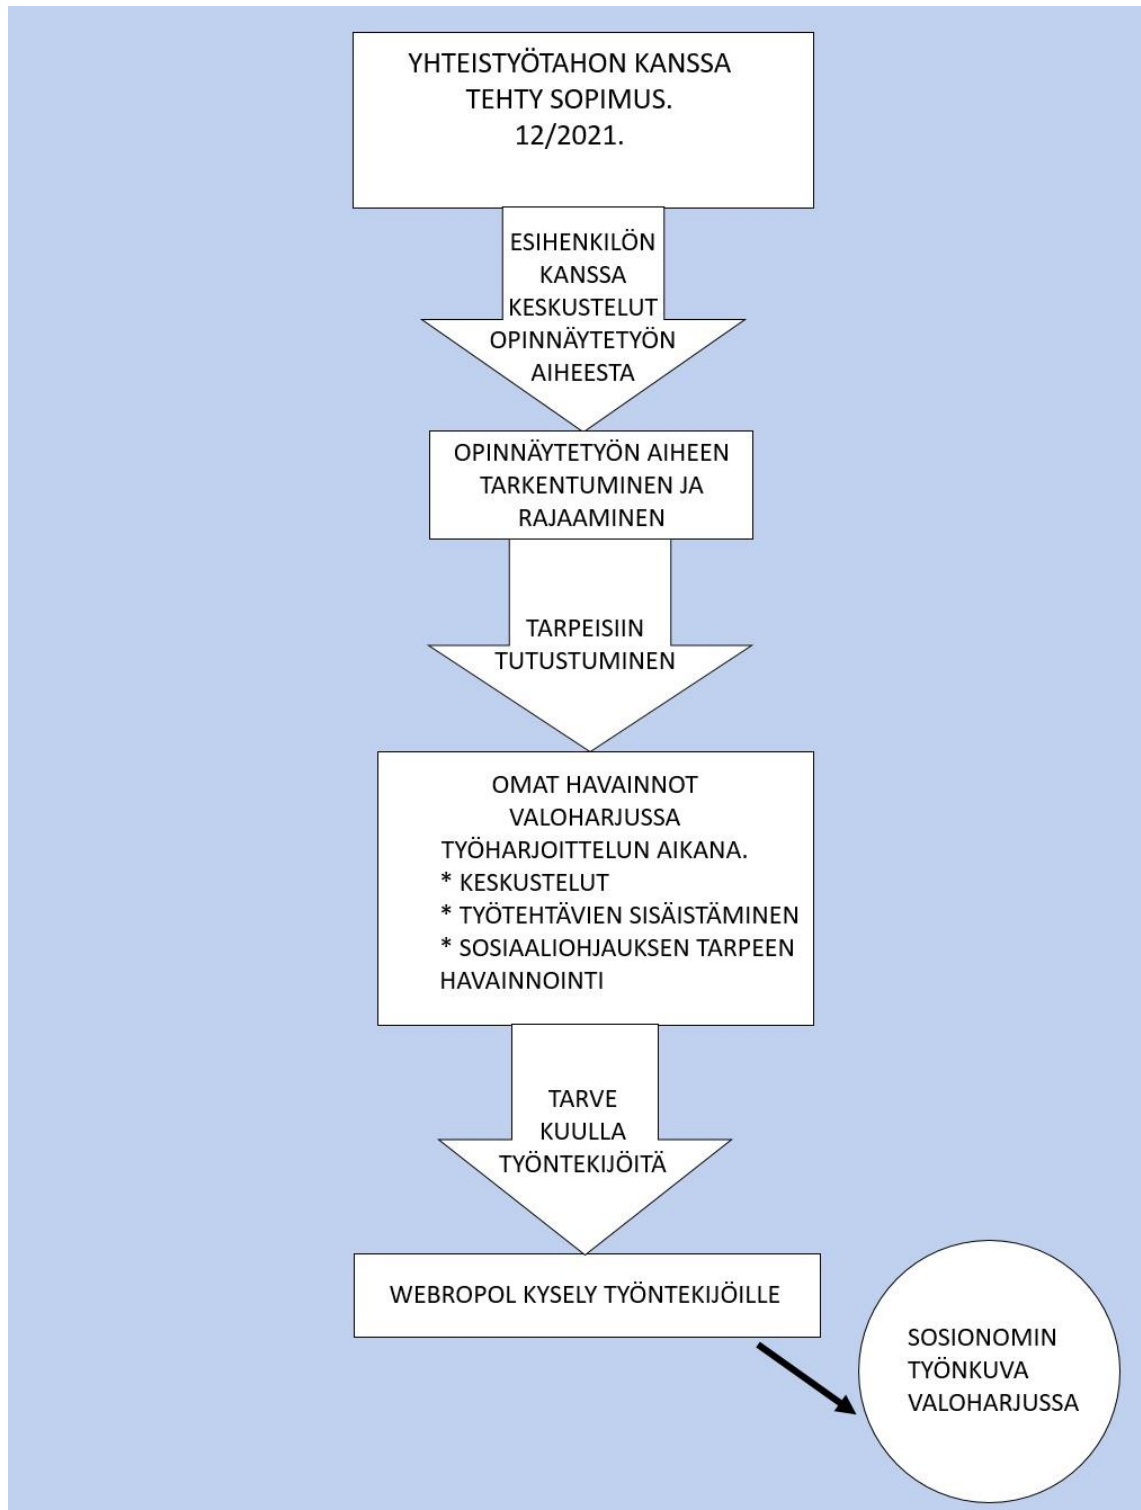 YHTEISTYÖTAHON KANSSA
TEHTY SOPIMUS.
12/2021.
ESIHENKILÖN
KANSSA
KESKUSTELUT
OPINNÄYTETYÖN
AIHEESTA
OPINNÄYTETYÖN AIHEEN
TARKENTUMINEN JA
RAJAAMINEN
TARPEISIIN
TUTUSTUMINEN
OMAT HAVAINNOT
VALOHARJUSSA
TYÖHARJOITTELUN AIKANA.
* KESKUSTELUT
* TYÖTEHTÄVIEN SISÄISTÄMINEN
* SOSIAALIOHJAUKSEN TARPEEN
HAVAINNOINTI
TARVE
KUULLA
TYÖNTEKIJÖITÄ
WEBROPOL KYSELY TYÖNTEKIJÖILLE
SOSIONOMIN
TYÖNKUVA
VALOHARJUSSA